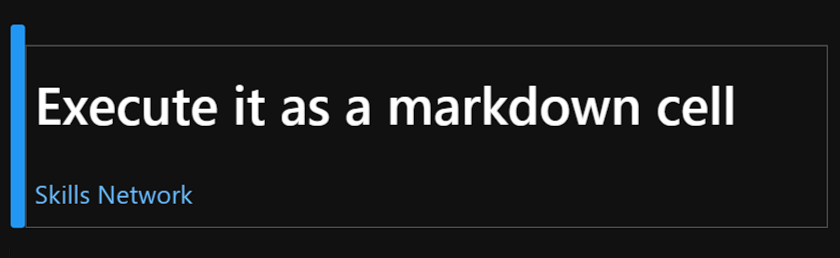 Execute it as a markdown cell
Skills Network